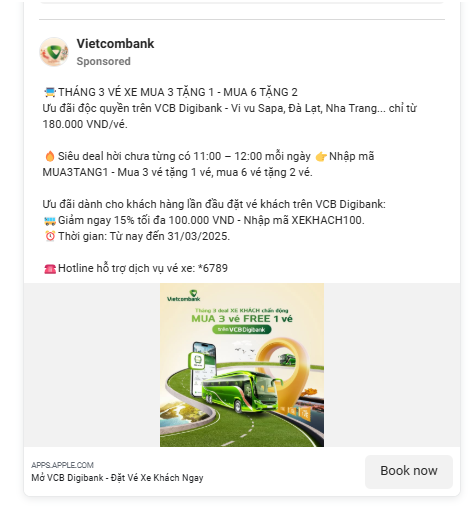 Vietcombank
Sponsored
🚍THÁNG 3 VÉ XE MUA 3 TẶNG 1 - MUA 6 TẶNG 2
Ưu đãi độc quyền trên VCB Digibank - Vi vu Sapa, Đà Lạt, Nha Trang... chỉ từ
180.000 VND/vé.
🔥Siêu deal hời chưa từng có 11:00 – 12:00 mỗi ngày 👉Nhập mã
MUA3TANG1 - Mua 3 vé tặng 1 vé, mua 6 vé tặng 2 vé.
Ưu đãi dành cho khách hàng lần đầu đặt vé khách trên VCB Digibank:
🚌Giảm ngay 15% tối đa 100.000 VND - Nhập mã XEKHACH100.
⏰Thời gian: Từ nay đến 31/03/2025.
☎️Hotline hỗ trợ dịch vụ vé xe: *6789
Vietcombank
Tháng 3 deal XE KHÁCH chấn động
MUA 3 vé FREE 1 vé
trên VCB Digibank
APPS.APPLE.COM
Mở VCB Digibank - Đặt Vé Xe Khách Ngay
Book now